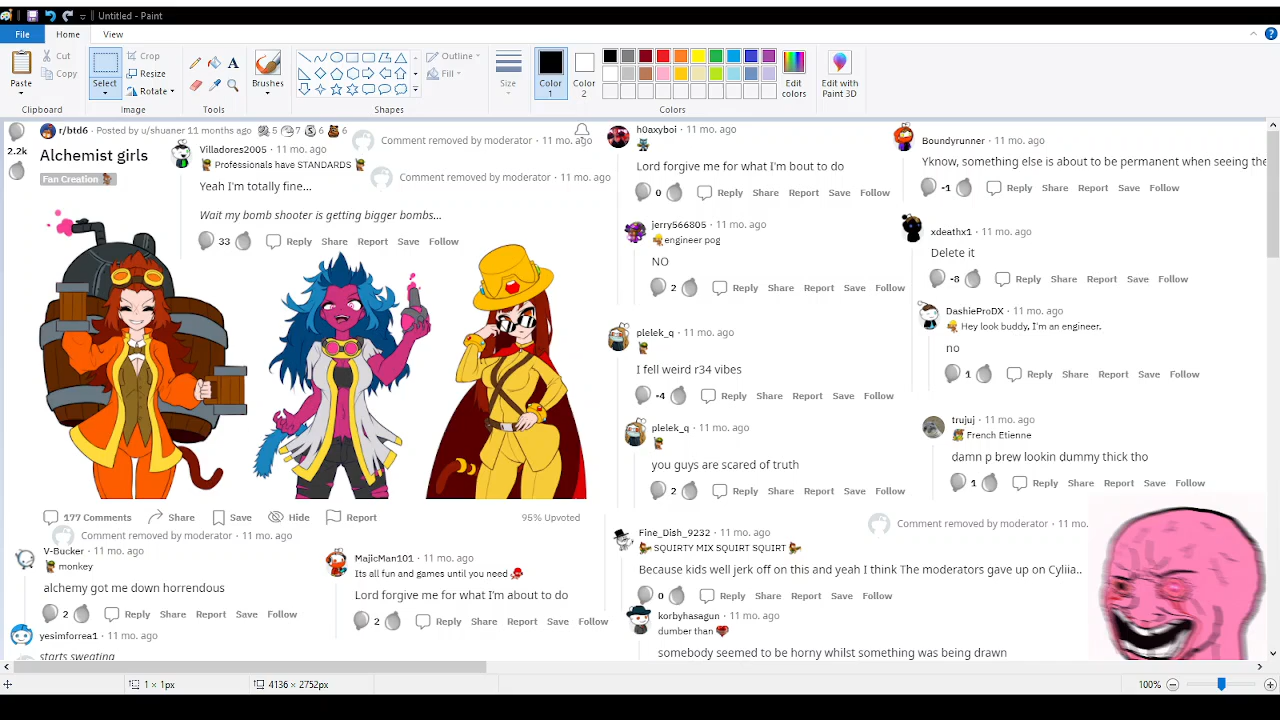 Untitled - Paint
File
Home
View
Paste
Cut
Copy
Clipboard
Select
Crop
Resize
Rotate
Image
Tools
Brushes
Shapes
Outline
Fill
Size
Color 1
Color 2
Edit colors
Colors
Edit with Paint 3D
2.2k
r/btd6 · Posted by u/shuaner 11 months ago 5 7 6 6
Alchemist girls
Fan Creation
Comment removed by moderator · 11 mo. ago
Villadores2005 · 11 mo. ago
Professionals have STANDARDS
Comment removed by moderator · 11 mo. ago
Yeah I'm totally fine...
Wait my bomb shooter is getting bigger bombs...
33 Reply Share Report Save Follow
177 Comments Share Save Hide Report 95% Upvoted
Comment removed by moderator · 11 mo. ago
V-Bucker · 11 mo. ago
monkey
alchemy got me down horrendous
2 Reply Share Report Save Follow
yesimforrea1 · 11 mo. ago
starts sweating
MajicMan101 · 11 mo. ago
Its all fun and games until you need
Lord forgive me for what I'm about to do
2 Reply Share Report Save Follow
h0axyboi · 11 mo. ago
Lord forgive me for what I'm bout to do
0 Reply Share Report Save Follow
jerry566805 · 11 mo. ago
engineer pog
NO
2 Reply Share Report Save Follow
plelek_q · 11 mo. ago
I fell weird r34 vibes
-4 Reply Share Report Save Follow
plelek_q · 11 mo. ago
you guys are scared of truth
2 Reply Share Report Save Follow
Fine_Dish_9232 · 11 mo. ago
SQUIRTY MIX SQUIRT SQUIRT
Because kids well jerk off on this and yeah I think The moderators gave up on Cyliia..
0 Reply Share Report Save Follow
korbyhasagun · 11 mo. ago
dumber than
somebody seemed to be horny whilst something was being drawn
Boundyrunner · 11 mo. ago
Yknow, something else is about to be permanent when seeing the
-1 Reply Share Report Save Follow
xdeathx1 · 11 mo. ago
Delete it
-8 Reply Share Report Save Follow
DashieProDX · 11 mo. ago
Hey look buddy, I'm an engineer.
no
1 Reply Share Report Save Follow
trujuj · 11 mo. ago
French Etienne
damn p brew lookin dummy thick tho
1 Reply Share Report Save Follow
Comment removed by moderator · 11 mo.
1 × 1px
4136 × 2752px
100%